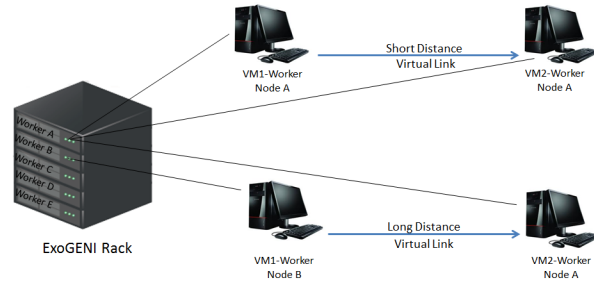 VM1-Worker
Node A
Short Distance
Virtual Link
VM2-Worker
Node A
Worker A
Worker B
Worker C
Worker D
Worker E
ExoGENI Rack
VM1-Worker
Node B
Long Distance
Virtual Link
VM2-Worker
Node A